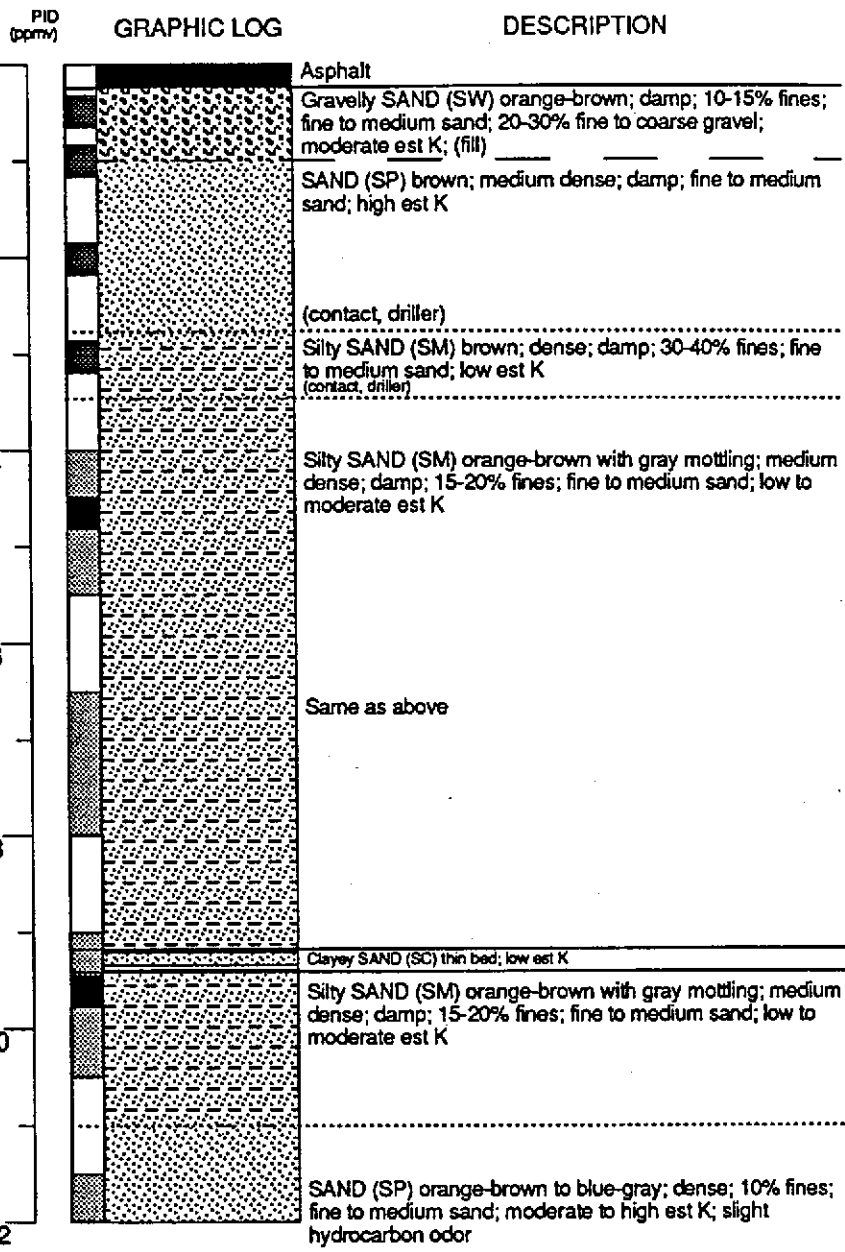 PID
(ppmv)
GRAPHIC LOG
DESCRIPTION
Asphalt
Gravelly SAND (SW) orange-brown; damp; 10-15% fines;
fine to medium sand; 20-30% fine to coarse gravel;
moderate est K; (fill)
SAND (SP) brown; medium dense; damp; fine to medium
sand; high est K
(contact, driller)
Silty SAND (SM) brown; dense; damp; 30-40% fines; fine
to medium sand; low est K
(contact, driller)
Silty SAND (SM) orange-brown with gray mottling; medium
dense; damp; 15-20% fines; fine to medium sand; low to
moderate est K
Same as above
Clayey SAND (SC) thin bed; low est K
Silty SAND (SM) orange-brown with gray mottling; medium
dense; damp; 15-20% fines; fine to medium sand; low to
moderate est K
0
SAND (SP) orange-brown to blue-gray; dense; 10% fines;
fine to medium sand; moderate to high est K; slight
hydrocarbon odor
2